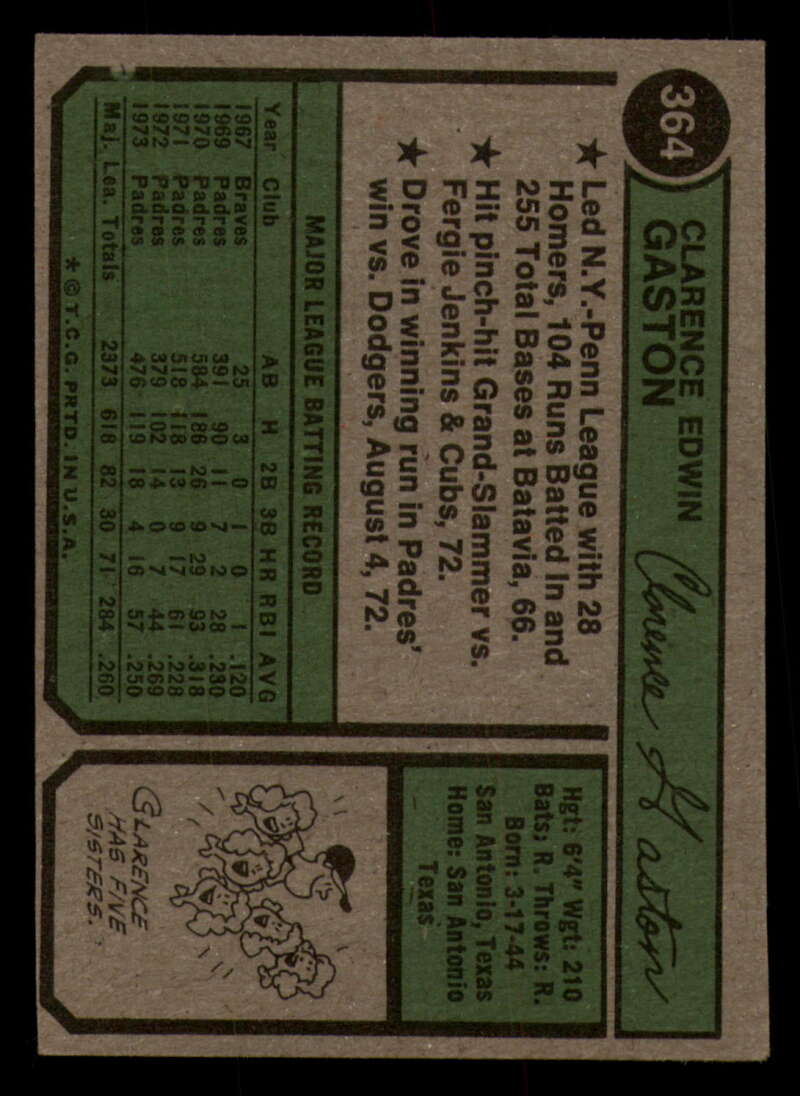 364
CLARENCE EDWIN
GASTON
Clarence Gaston
★ Led N.Y.-Penn League with 28
Homers, 104 Runs Batted In and
255 Total Bases at Batavia, 66.
★ Hit pinch-hit Grand-Slammer vs.
Fergie Jenkins & Cubs, 72.
★ Drove in winning run in Padres'
win vs. Dodgers, August 4, 72.
MAJOR LEAGUE BATTING RECORD
Year Club AB H 2B 3B HR RBI AVG
1967 Braves 25 3 0 1 0 1 .120
1969 Padres 391 90 11 7 2 28 .230
1970 Padres 584 186 26 9 29 93 .318
1971 Padres 518 118 13 9 17 61 .228
1972 Padres 379 102 14 0 7 44 .269
1973 Padres 476 119 18 4 16 57 .250
Maj. Lea. Totals 2373 618 82 30 71 284 .260
* © T.C.G. PRTD. IN U.S.A.
Hgt: 6'4" Wgt: 210
Bats: R. Throws: R.
Born: 3-17-44
San Antonio, Texas
Home: San Antonio
Texas
CLARENCE
HAS FIVE
SISTERS.